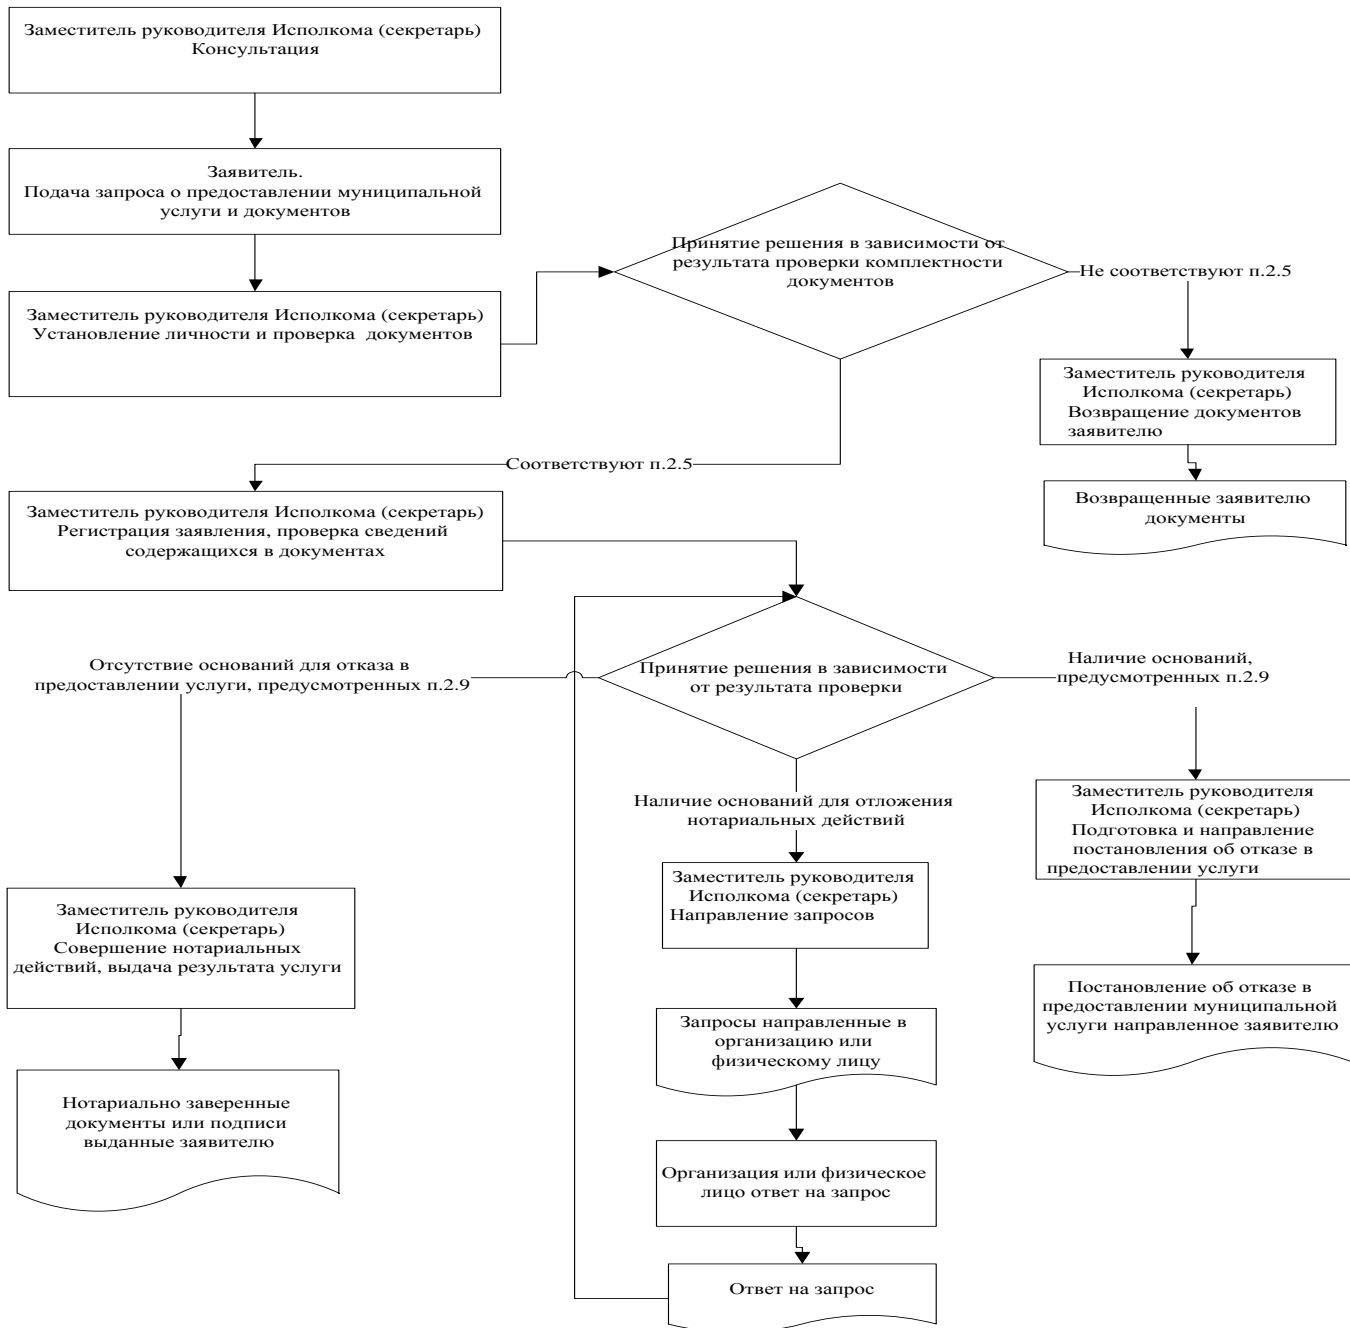 Заместитель руководителя Исполкома (секретарь)
Консультация
Заявитель.
Подача запроса о предоставлении муниципальной
услуги и документов
Заместитель руководителя Исполкома (секретарь)
Установление личности и проверка документов
Принятие решения в зависимости от
результата проверки комплектности
документов
Не соответствуют п.2.5
Заместитель руководителя
Исполкома (секретарь)
Возвращение документов
заявителю
Возвращенные заявителю
документы
Соответствуют п.2.5
Заместитель руководителя Исполкома (секретарь)
Регистрация заявления, проверка сведений
содержащихся в документах
Принятие решения в зависимости
от результата проверки
Отсутствие оснований для отказа в
предоставлении услуги, предусмотренных п.2.9
Наличие оснований,
предусмотренных п.2.9
Наличие оснований для отложения
нотариальных действий
Заместитель руководителя
Исполкома (секретарь)
Совершение нотариальных
действий, выдача результата услуги
Нотариально заверенные
документы или подписи
выданные заявителю
Заместитель руководителя
Исполкома (секретарь)
Направление запросов
Запросы направленные в
организацию или
физическому лицу
Организация или физическое
лицо ответ на запрос
Ответ на запрос
Заместитель руководителя
Исполкома (секретарь)
Подготовка и направление
постановления об отказе в
предоставлении услуги
Постановление об отказе в
предоставлении муниципальной
услуги направленное заявителю